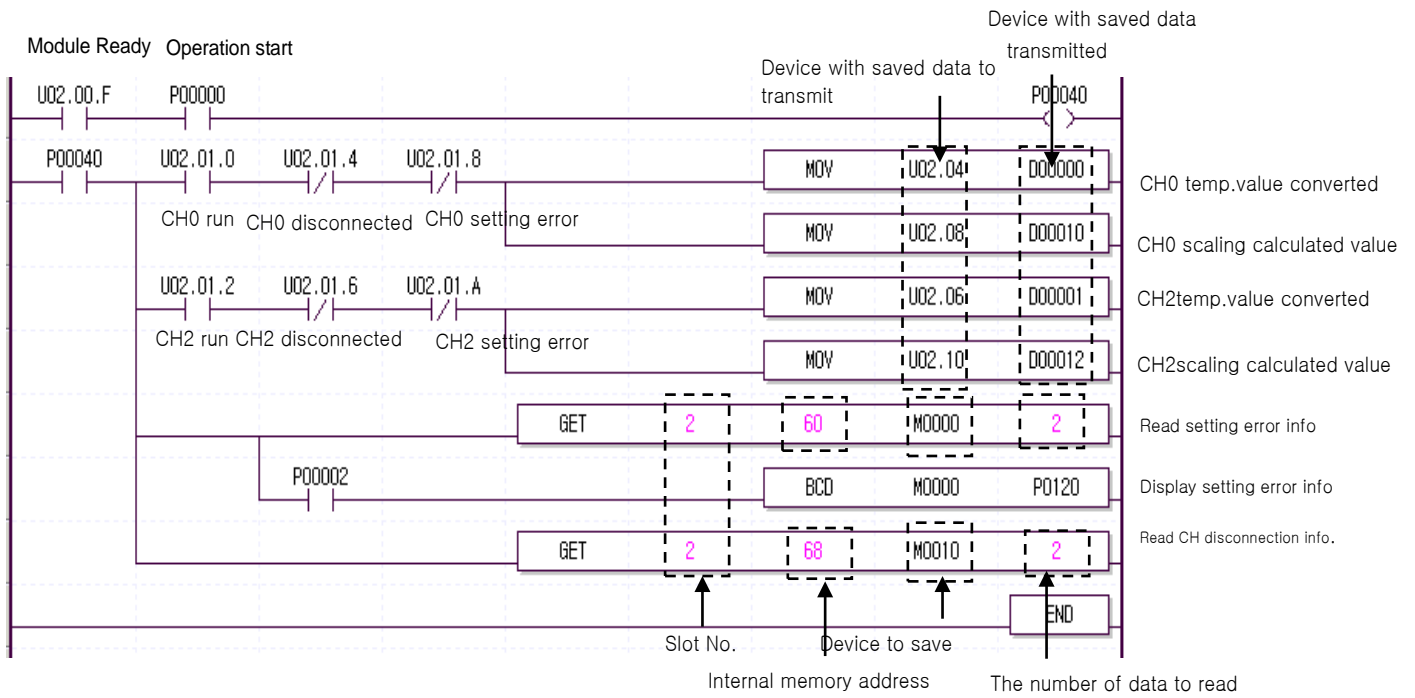 Device with saved data
transmitted
Module Ready Operation start
Device with saved data to
transmit
U02.00.F P00000 P00040
P00040 U02.01.0 U02.01.4 U02.01.8 MOV U02.04 D00000
CH0 temp.value converted
CH0 run CH0 disconnected CH0 setting error
MOV U02.08 D00010
CH0 scaling calculated value
U02.01.2 U02.01.6 U02.01.A MOV U02.06 D00001
CH2temp.value converted
CH2 run CH2 disconnected CH2 setting error
MOV U02.10 D00012
CH2scaling calculated value
GET 2 60 M0000 2
Read setting error info
P00002 BCD M0000 P0120
Display setting error info
GET 2 68 M0010 2
Read CH disconnection info.
END
Slot No. Device to save
Internal memory address The number of data to read